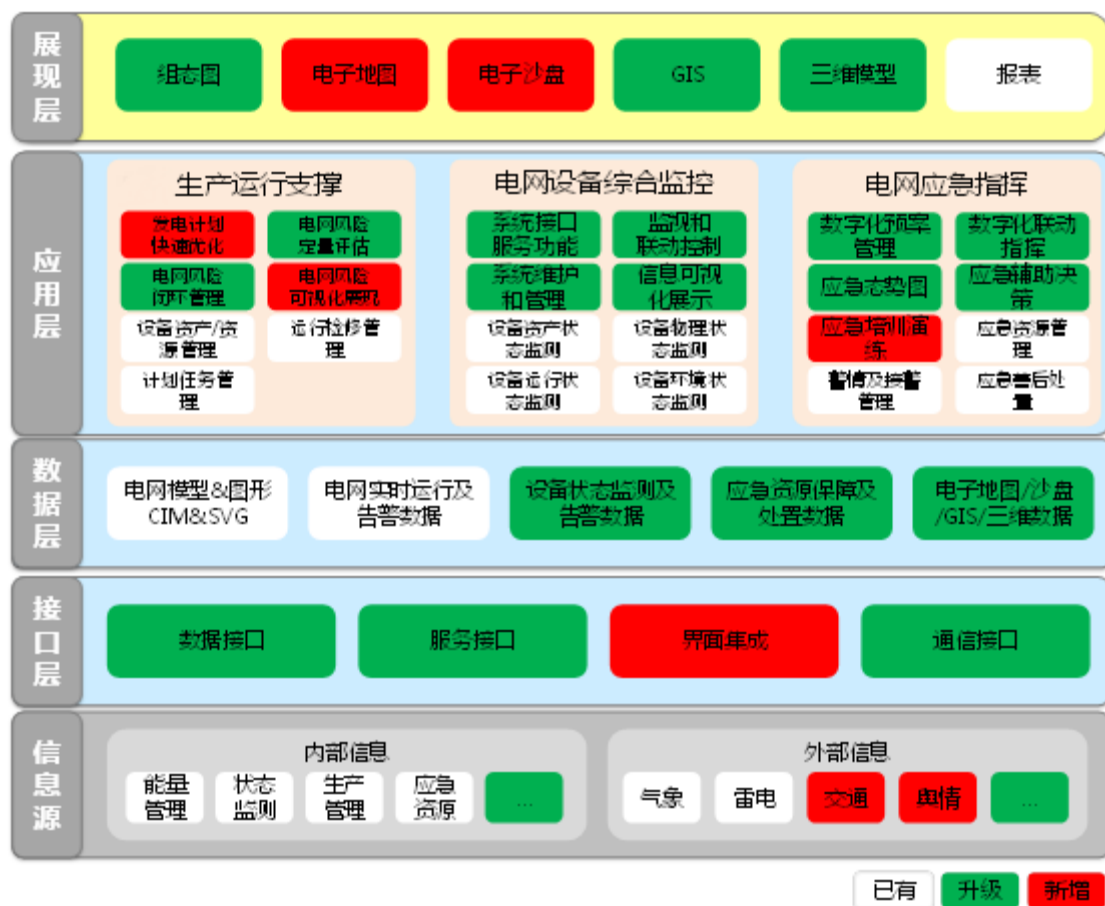 展现层
组态图
电子地图
电子沙盘
GIS
三维模型
报表
应用层
生产运行支撑
发电计划
快速优化
电网风险
定量评估
电网风险
闭环管理
电网风险
可视化展现
设备资产/资
源管理
运行检修管
理
计划任务管
理
电网设备综合监控
系统接口
服务功能
监视和
联动控制
系统维护
和管理
信息可视
化展示
设备资产状
态监测
设备物理状
态监测
设备运行状
态监测
设备环境状
态监测
电网应急指挥
数字化预案
管理
数字化联动
指挥
应急态势图
应急辅助决
策
应急培训演
练
应急资源管
理
警情及接警
管理
应急善后处
置
数据层
电网模型&图形
CIM&SVG
电网实时运行及
告警数据
设备状态监测及
告警数据
应急资源保障及
处置数据
电子地图/沙盘
/GIS/三维数据
接口层
数据接口
服务接口
界面集成
通信接口
信息源
内部信息
能量
管理
状态
监测
生产
管理
应急
资源
...
外部信息
气象
雷电
交通
舆情
...
已有
升级
新增